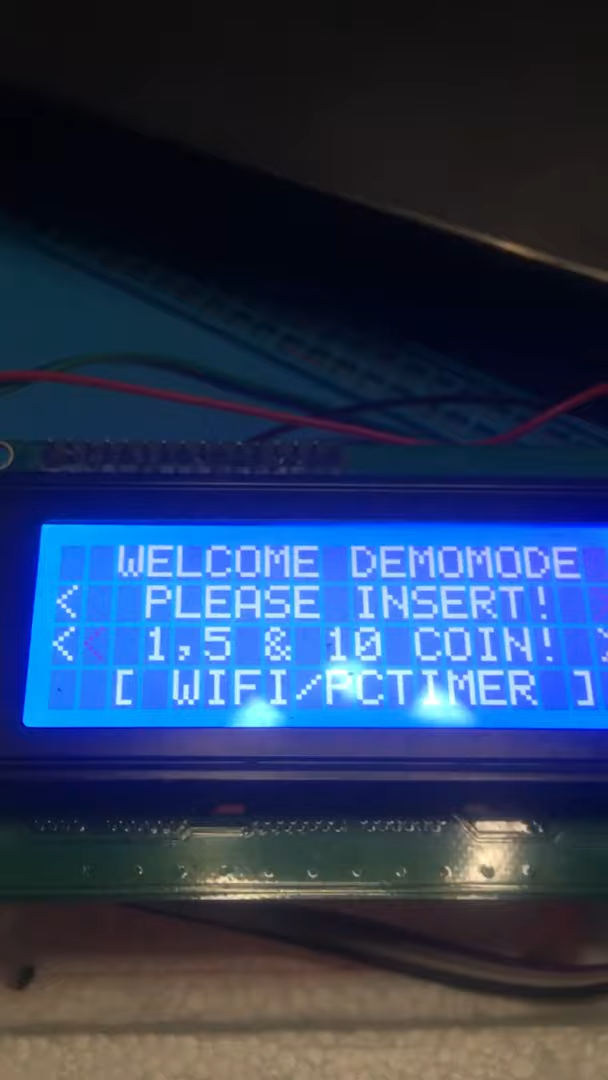 WELCOME DEMOMODE
< PLEASE INSERT!
<< 1,5 & 10 COIN! >
[ WIFI/PCTIMER ]